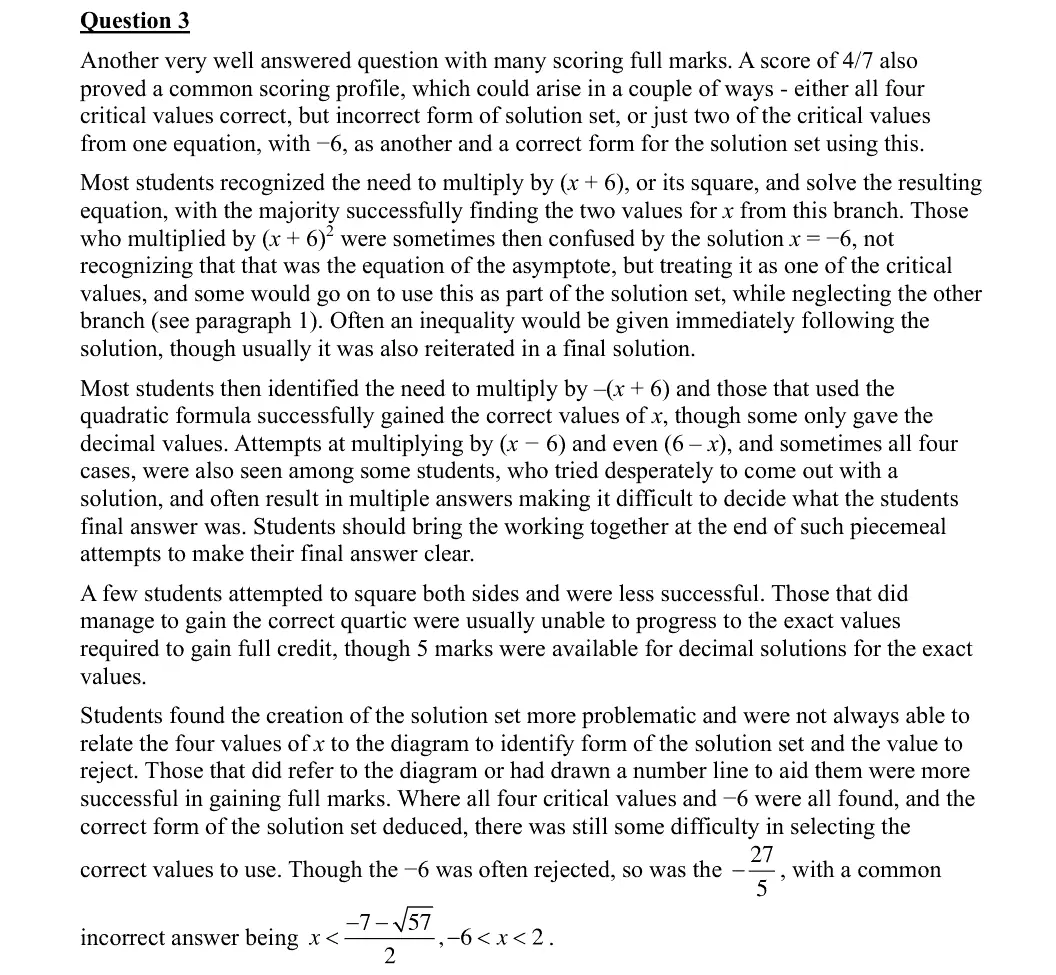 Question 3
Another very well answered question with many scoring full marks. A score of 4/7 also
proved a common scoring profile, which could arise in a couple of ways - either all four
critical values correct, but incorrect form of solution set, or just two of the critical values
from one equation, with −6, as another and a correct form for the solution set using this.
Most students recognized the need to multiply by (x + 6), or its square, and solve the resulting
equation, with the majority successfully finding the two values for x from this branch. Those
who multiplied by (x + 6)² were sometimes then confused by the solution x = −6, not
recognizing that that was the equation of the asymptote, but treating it as one of the critical
values, and some would go on to use this as part of the solution set, while neglecting the other
branch (see paragraph 1). Often an inequality would be given immediately following the
solution, though usually it was also reiterated in a final solution.
Most students then identified the need to multiply by –(x + 6) and those that used the
quadratic formula successfully gained the correct values of x, though some only gave the
decimal values. Attempts at multiplying by (x − 6) and even (6 – x), and sometimes all four
cases, were also seen among some students, who tried desperately to come out with a
solution, and often result in multiple answers making it difficult to decide what the students
final answer was. Students should bring the working together at the end of such piecemeal
attempts to make their final answer clear.
A few students attempted to square both sides and were less successful. Those that did
manage to gain the correct quartic were usually unable to progress to the exact values
required to gain full credit, though 5 marks were available for decimal solutions for the exact
values.
Students found the creation of the solution set more problematic and were not always able to
relate the four values of x to the diagram to identify form of the solution set and the value to
reject. Those that did refer to the diagram or had drawn a number line to aid them were more
successful in gaining full marks. Where all four critical values and −6 were all found, and the
correct form of the solution set deduced, there was still some difficulty in selecting the
correct values to use. Though the −6 was often rejected, so was the −27/5, with a common
incorrect answer being x < (−7 − √57)/2, −6 < x < 2.